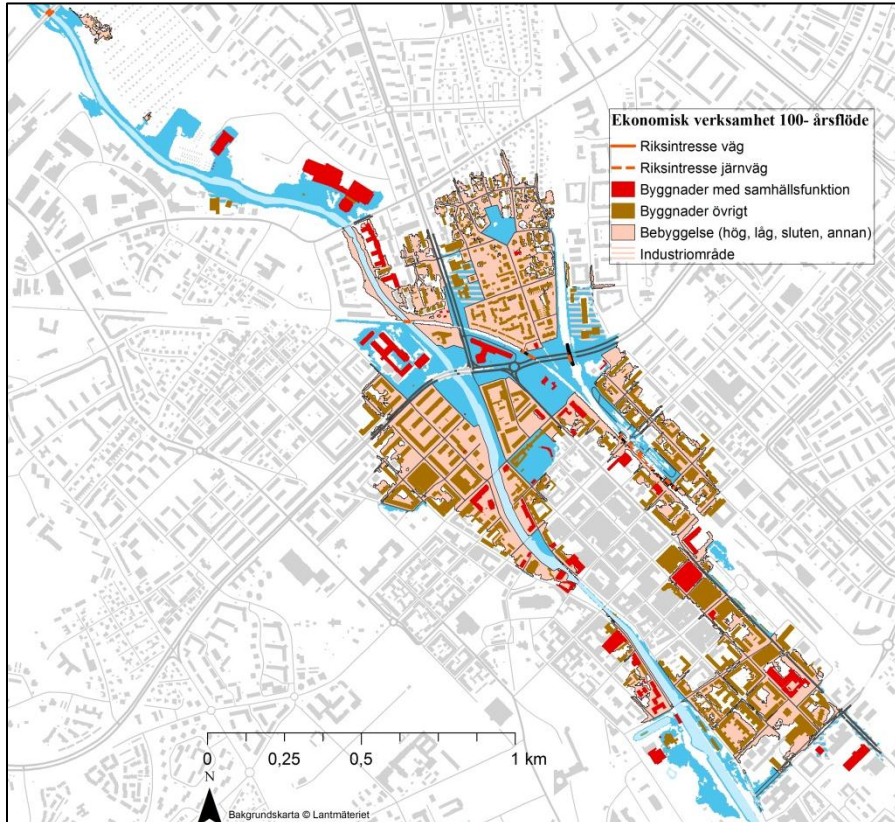 Ekonomisk verksamhet 100- årsflöde
Riksintresse väg
Riksintresse järnväg
Byggnader med samhällsfunktion
Byggnader övrigt
Bebyggelse (hög, låg, sluten, annan)
Industriområde
0 0,25 0,5 1 km
N
Bakgrundskarta © Lantmäteriet